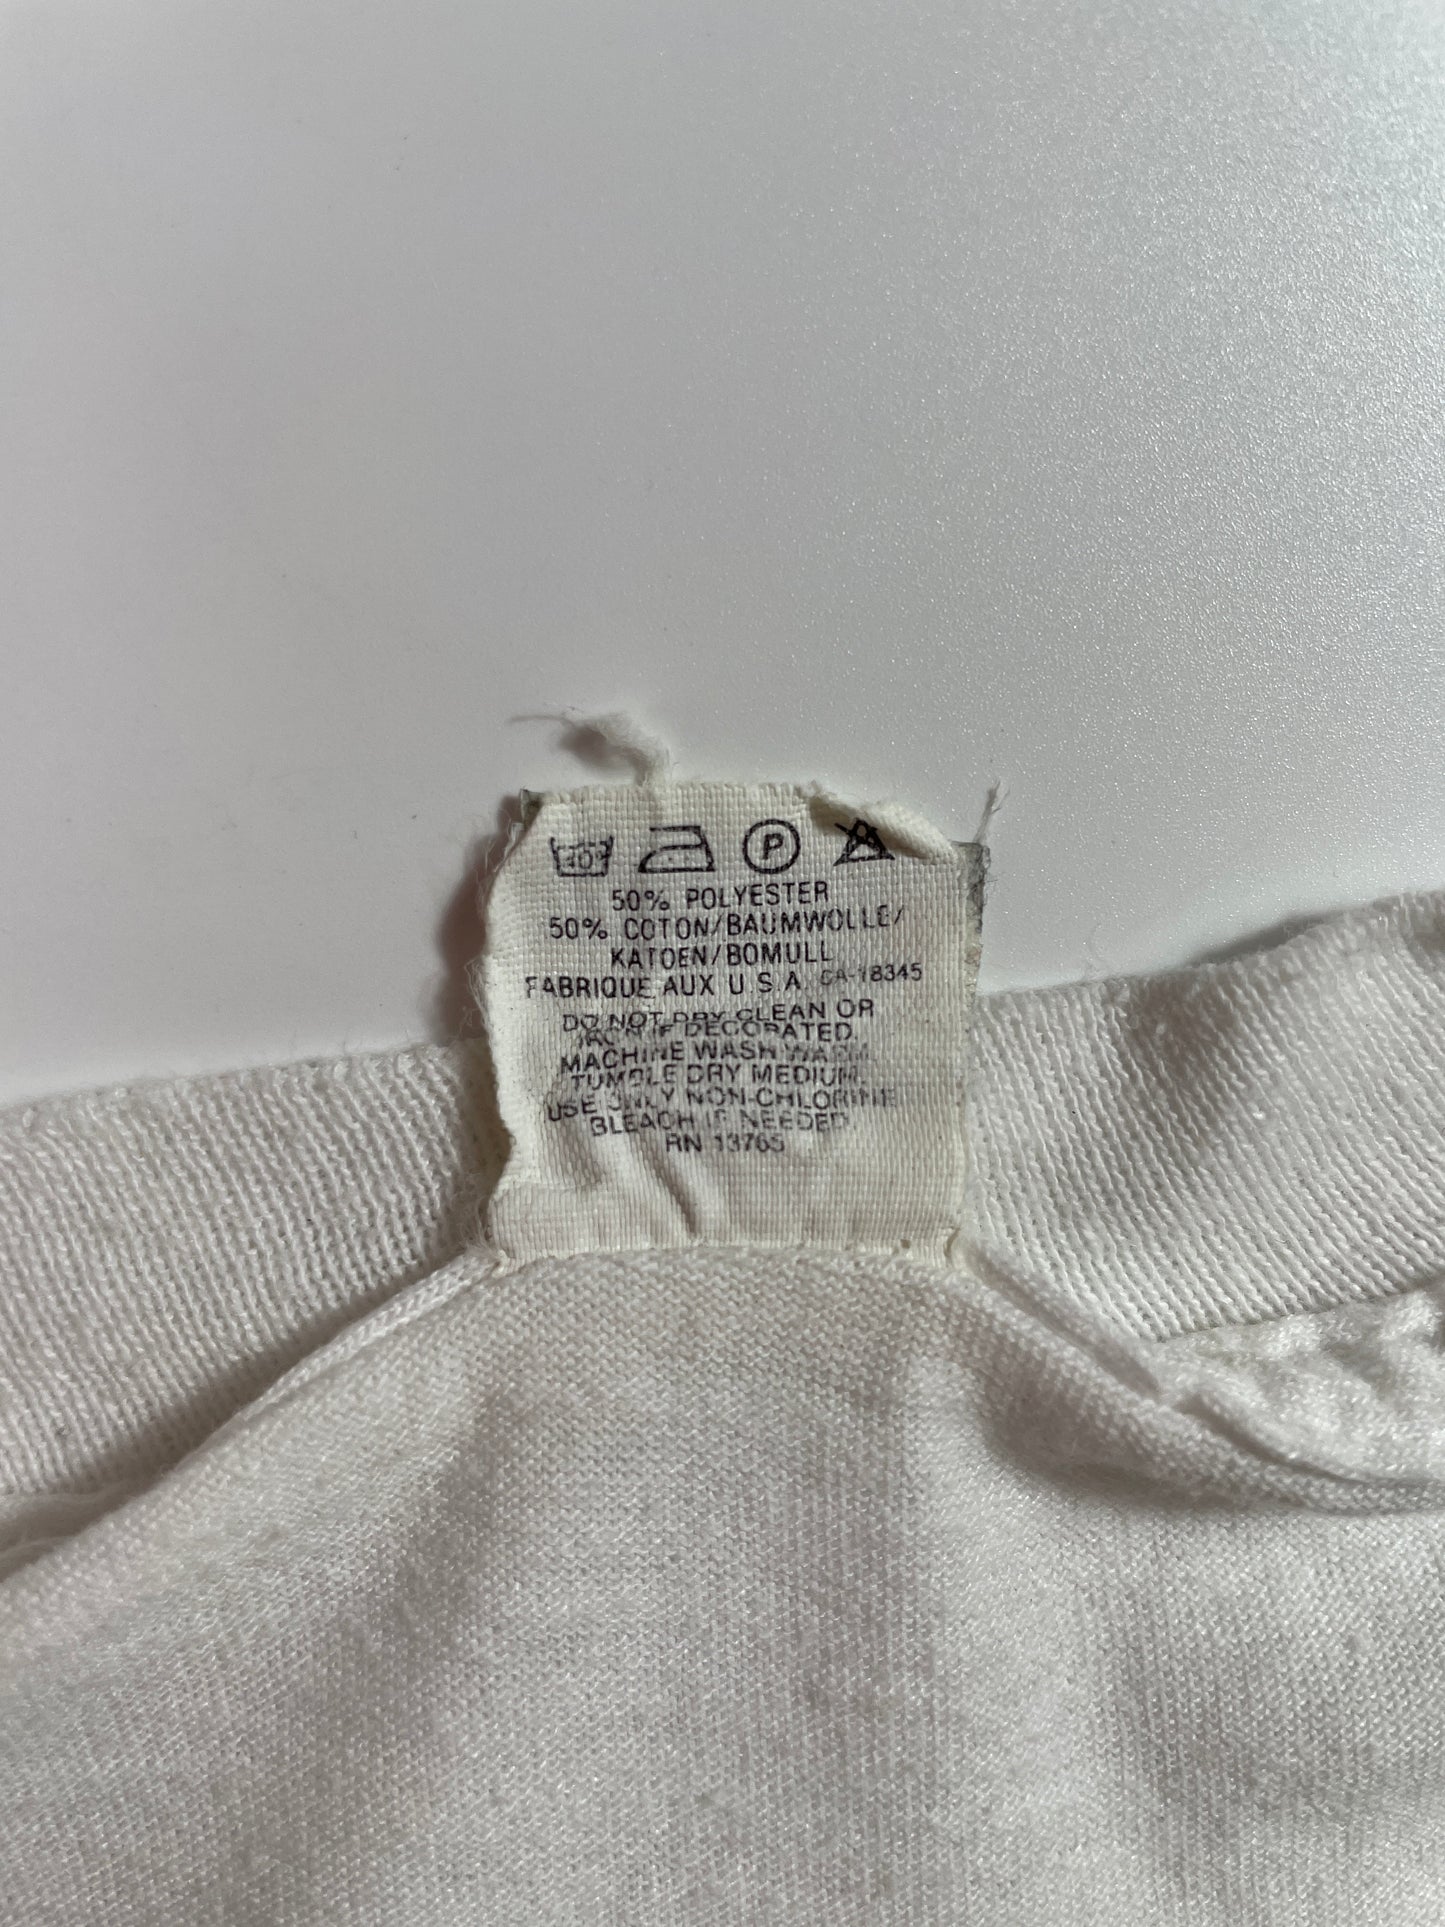 40° P
50% POLYESTER
50% COTON/BAUMWOLLE/
KATOEN/BOMULL
FABRIQUE AUX U.S.A. CA-18345
DO NOT DRY CLEAN OR
IRON IF DECORATED.
MACHINE WASH WARM
TUMBLE DRY MEDIUM.
USE ONLY NON-CHLORINE
BLEACH IF NEEDED.
RN 13765